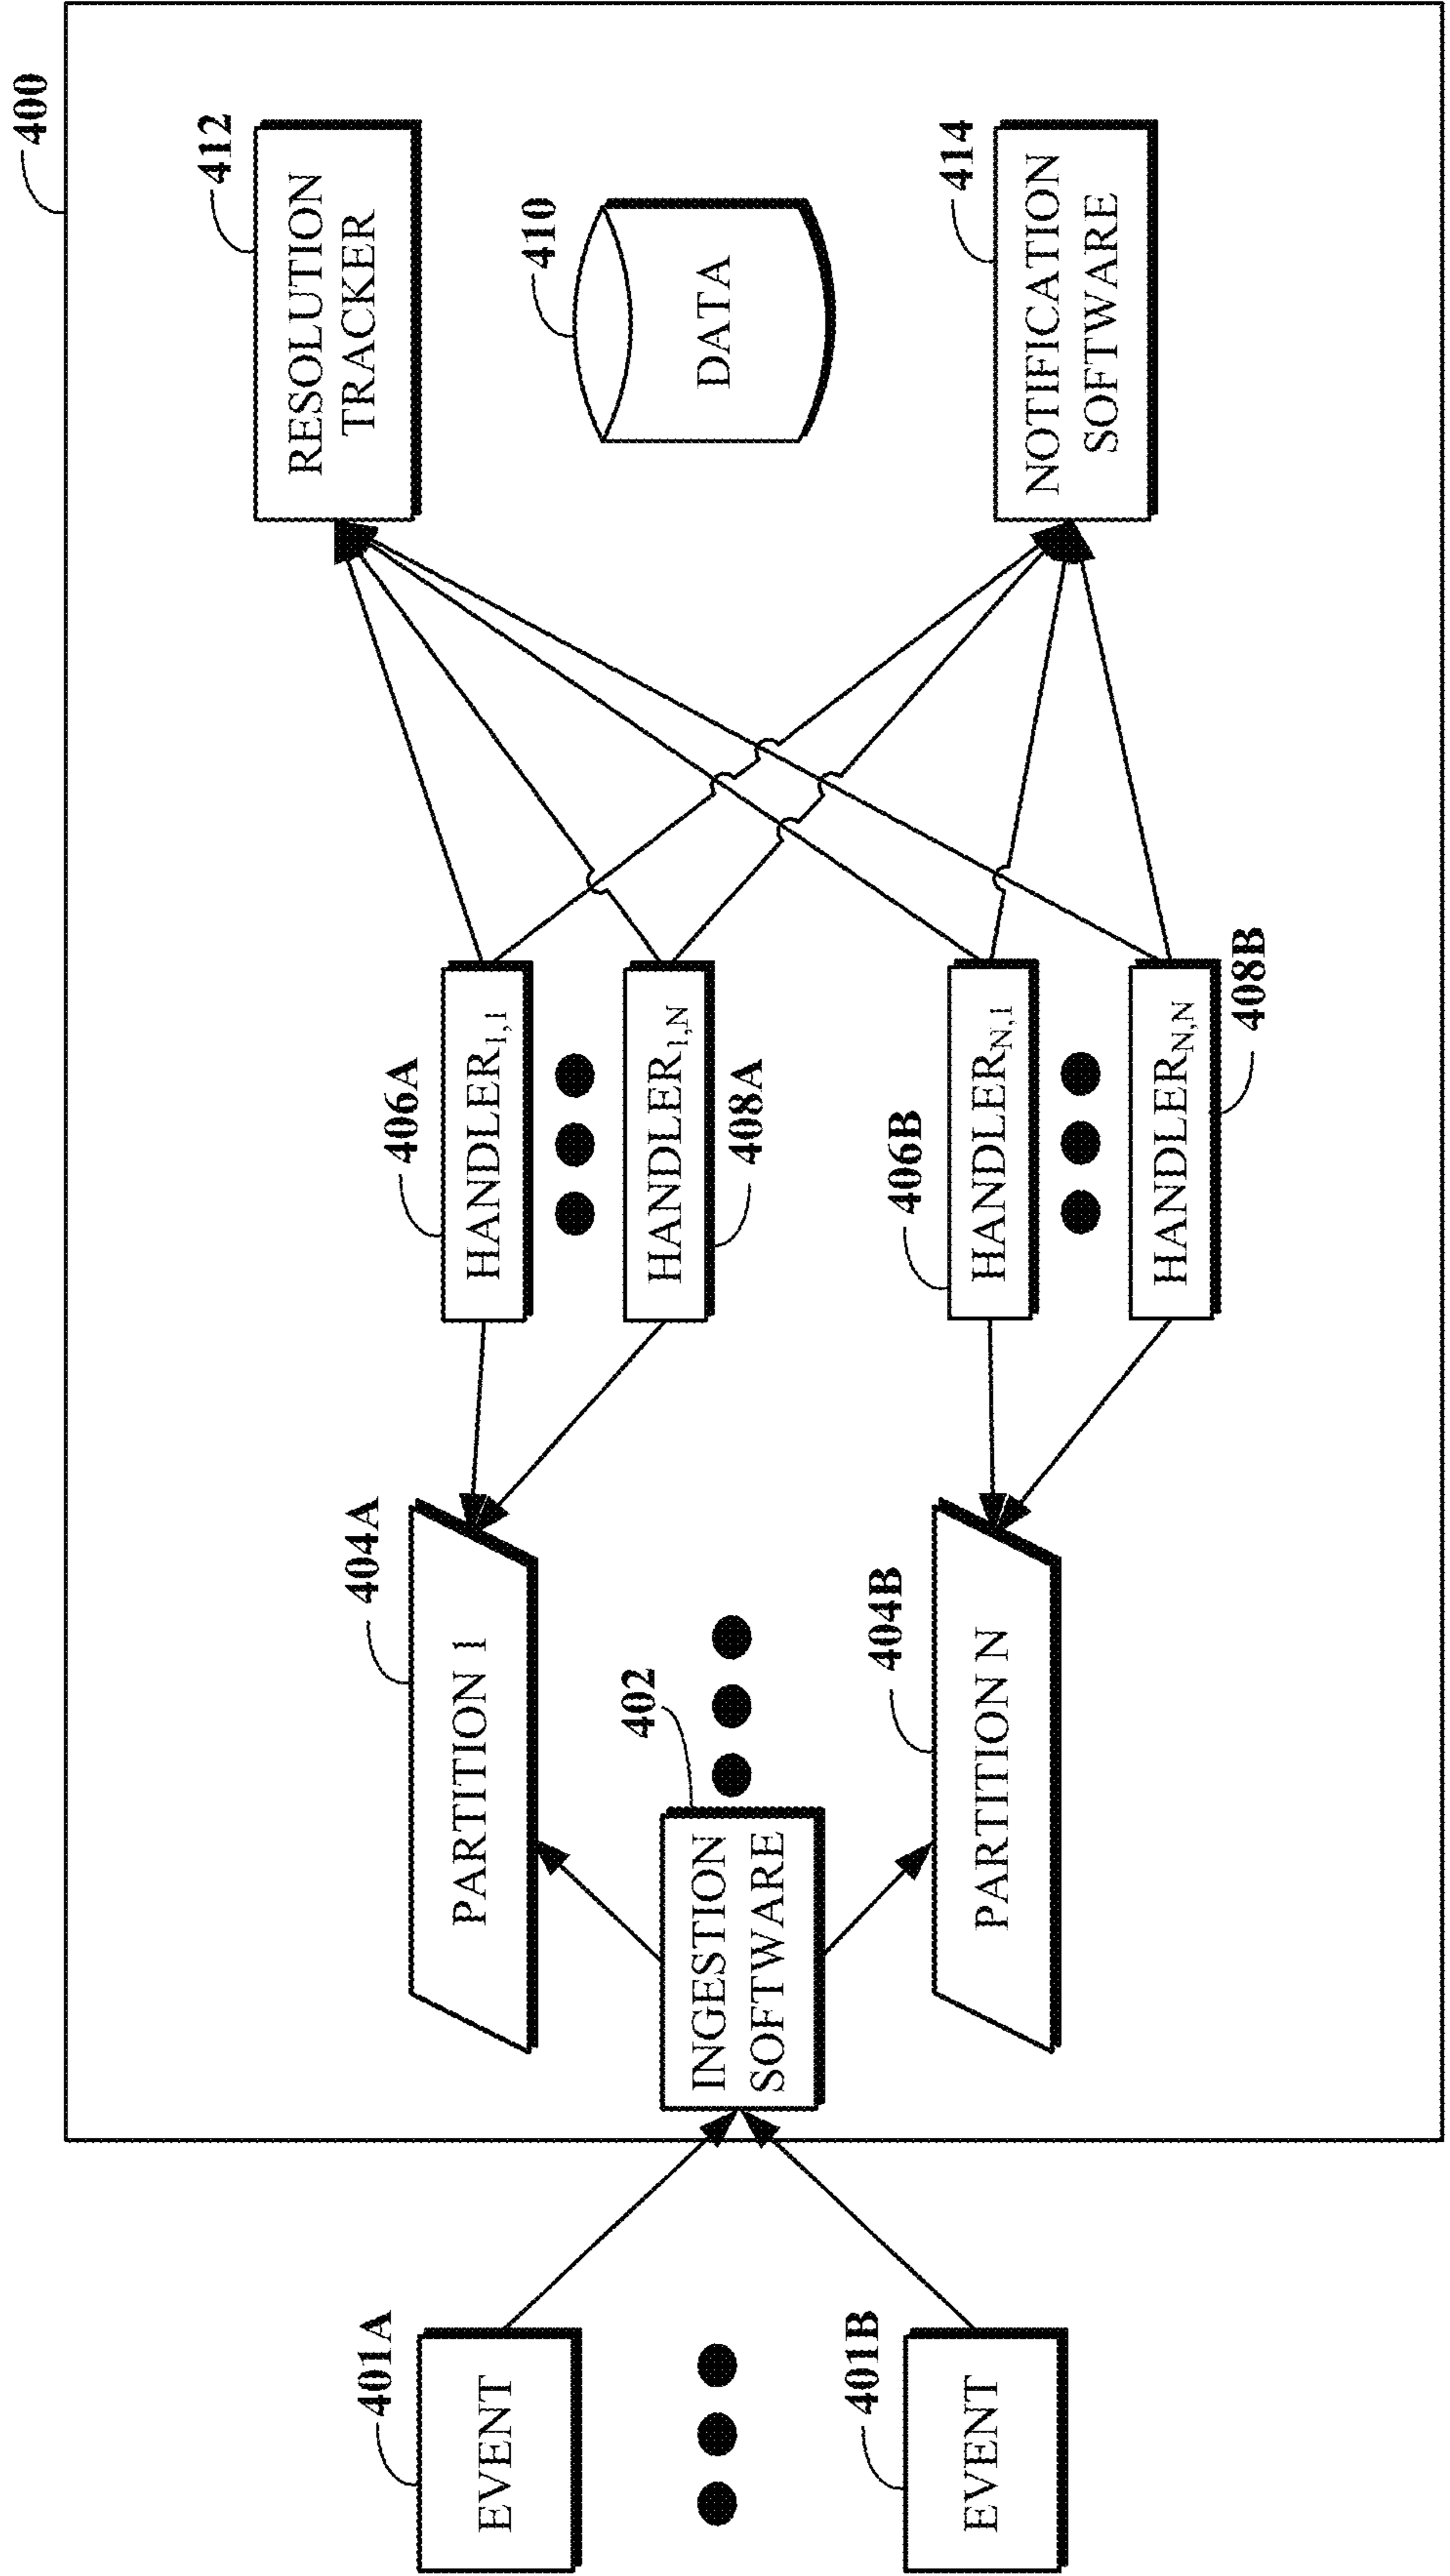 400
412
RESOLUTION
TRACKER
410
DATA
414
NOTIFICATION
SOFTWARE
406A
HANDLER1,1
HANDLER1,N
408A
406B
HANDLERN,1
HANDLERN,N
408B
404A
PARTITION 1
402
INGESTION
SOFTWARE
404B
PARTITION N
401A
EVENT
401B
EVENT